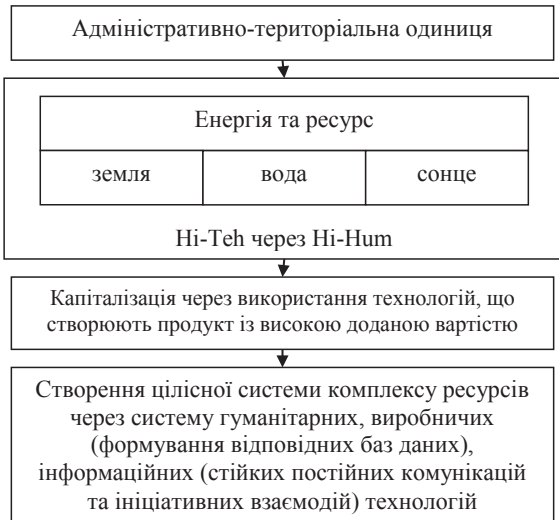 Адміністративно-територіальна одиниця
Енергія та ресурс
земля вода сонце
Hi-Teh через Hi-Hum
Капіталізація через використання технологій, що
створюють продукт із високою доданою вартістю
Створення цілісної системи комплексу ресурсів
через систему гуманітарних, виробничих
(формування відповідних баз даних),
інформаційних (стійких постійних комунікацій
та ініціативних взаємодій) технологій